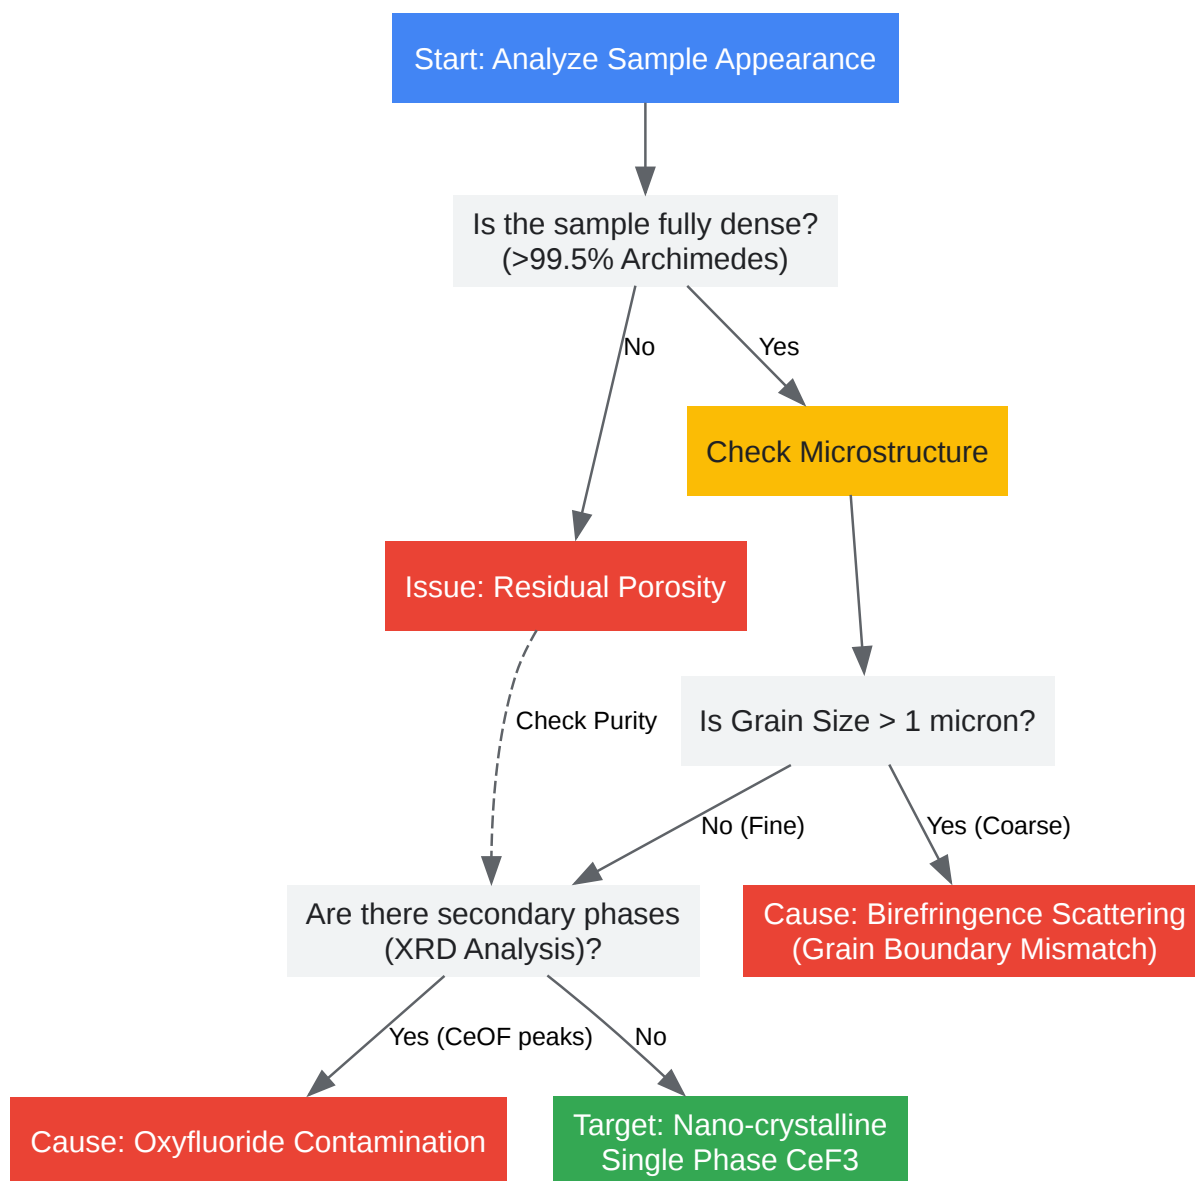 Start: Analyze Sample Appearance
Is the sample fully dense?
(>99.5% Archimedes)
No
Yes
Check Microstructure
Issue: Residual Porosity
Check Purity
Is Grain Size > 1 micron?
No (Fine)
Yes (Coarse)
Are there secondary phases
(XRD Analysis)?
Cause: Birefringence Scattering
(Grain Boundary Mismatch)
Yes (CeOF peaks)
No
Cause: Oxyfluoride Contamination
Target: Nano-crystalline
Single Phase CeF3